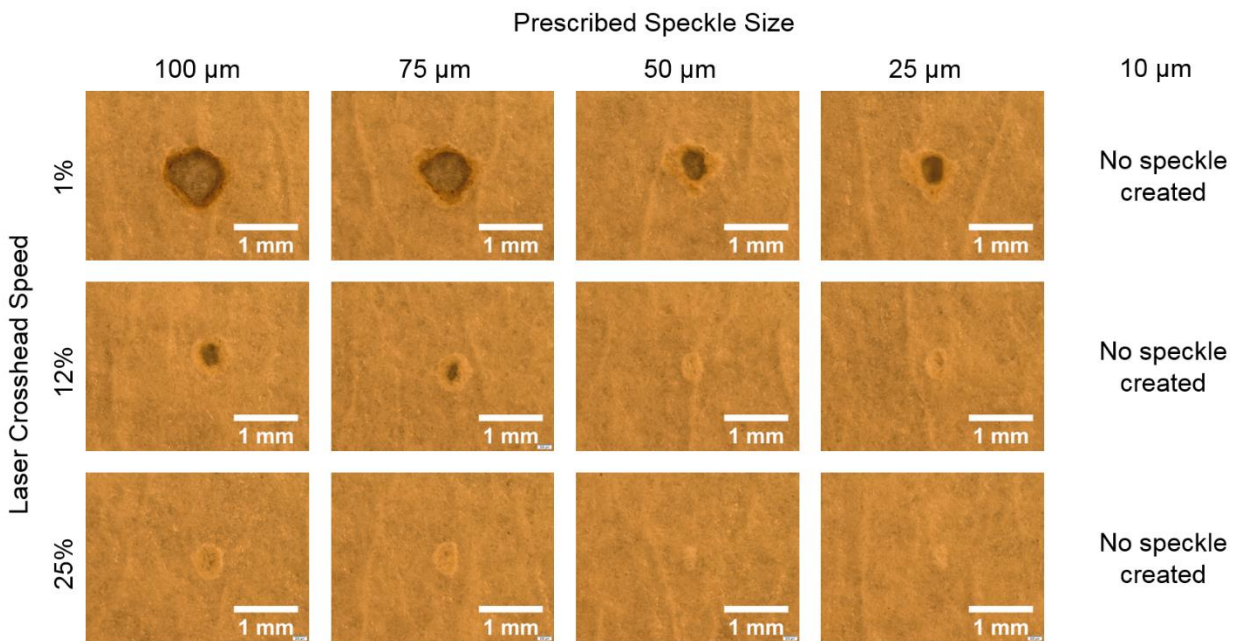 Prescribed Speckle Size
100 µm 75 µm 50 µm 25 µm 10 µm
Laser Crosshead Speed
1%
1 mm 1 mm 1 mm 1 mm
No speckle
created
12%
1 mm 1 mm 1 mm 1 mm
No speckle
created
25%
1 mm 1 mm 1 mm 1 mm
No speckle
created